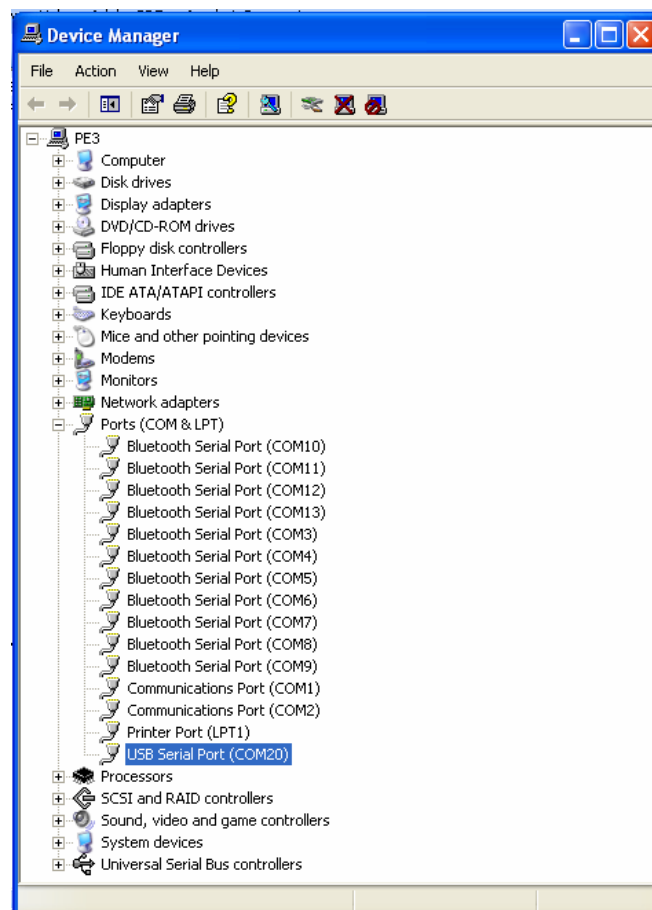 Device Manager
File Action View Help
PE3
Computer
Disk drives
Display adapters
DVD/CD-ROM drives
Floppy disk controllers
Human Interface Devices
IDE ATA/ATAPI controllers
Keyboards
Mice and other pointing devices
Modems
Monitors
Network adapters
Ports (COM & LPT)
Bluetooth Serial Port (COM10)
Bluetooth Serial Port (COM11)
Bluetooth Serial Port (COM12)
Bluetooth Serial Port (COM13)
Bluetooth Serial Port (COM3)
Bluetooth Serial Port (COM4)
Bluetooth Serial Port (COM5)
Bluetooth Serial Port (COM6)
Bluetooth Serial Port (COM7)
Bluetooth Serial Port (COM8)
Bluetooth Serial Port (COM9)
Communications Port (COM1)
Communications Port (COM2)
Printer Port (LPT1)
USB Serial Port (COM20)
Processors
SCSI and RAID controllers
Sound, video and game controllers
System devices
Universal Serial Bus controllers